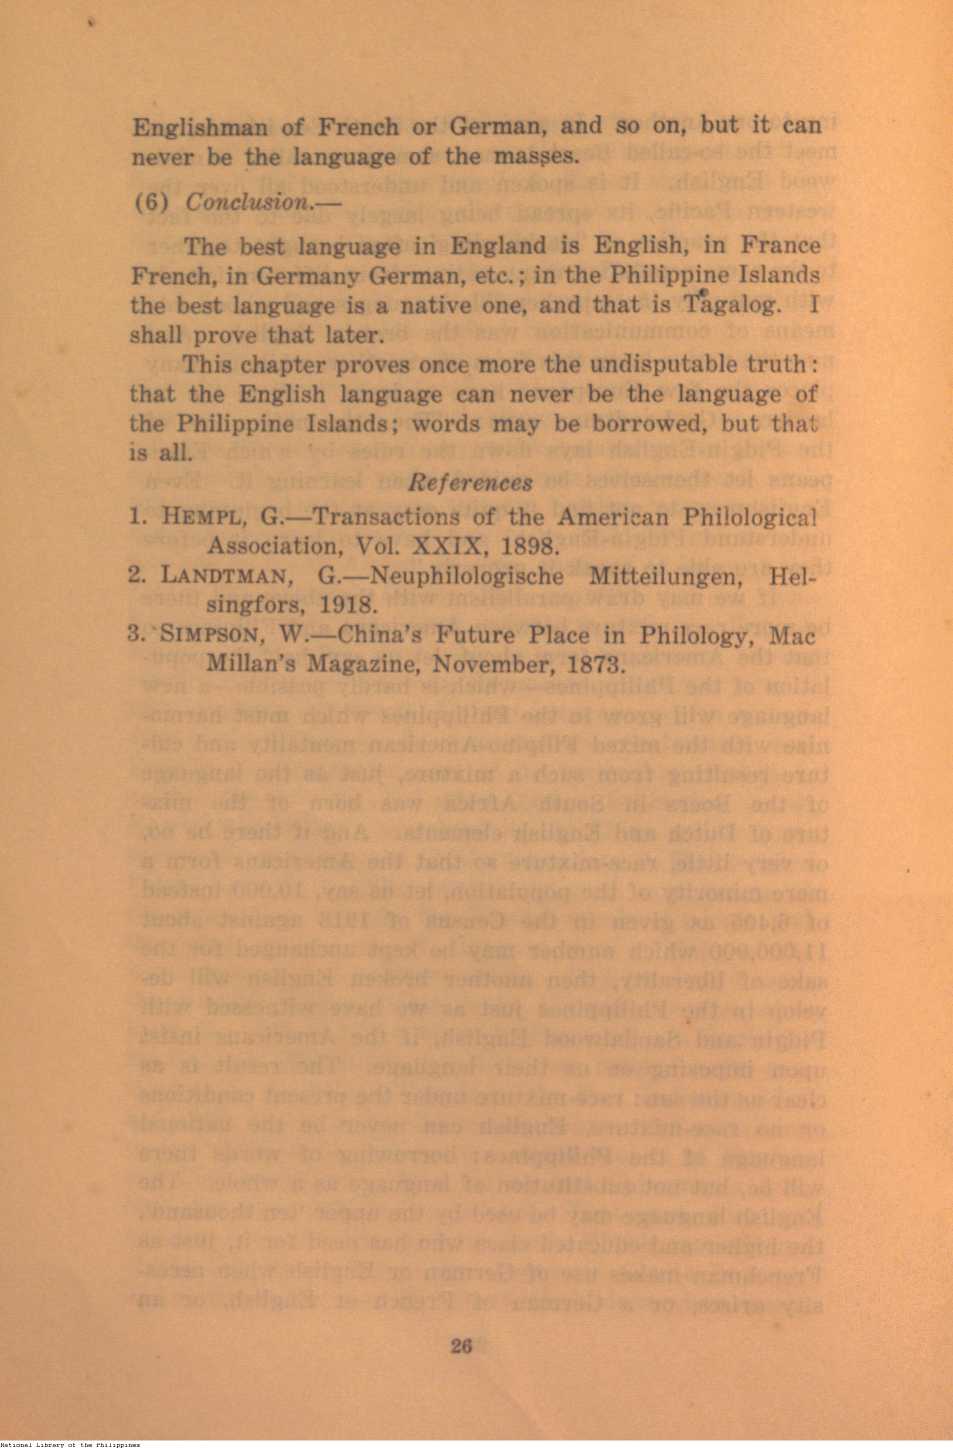 Englishman of French or German, and so on, but it can
never be the language of the masses.
(6) Conclusion.—
The best language in England is English, in France
French, in Germany German, etc.; in the Philippine Islands
the best language is a native one, and that is Tagalog. I
shall prove that later.
This chapter proves once more the undisputable truth:
that the English language can never be the language of
the Philippine Islands; words may be borrowed, but that
is all.
References
1. HEMPL, G.—Transactions of the American Philological
Association, Vol. XXIX, 1898.
2. LANDTMAN, G.—Neuphilologische Mitteilungen, Hel-
singfors, 1918.
3. SIMPSON, W.—China's Future Place in Philology, Mac
Millan's Magazine, November, 1873.
26
National Library of the Philippines